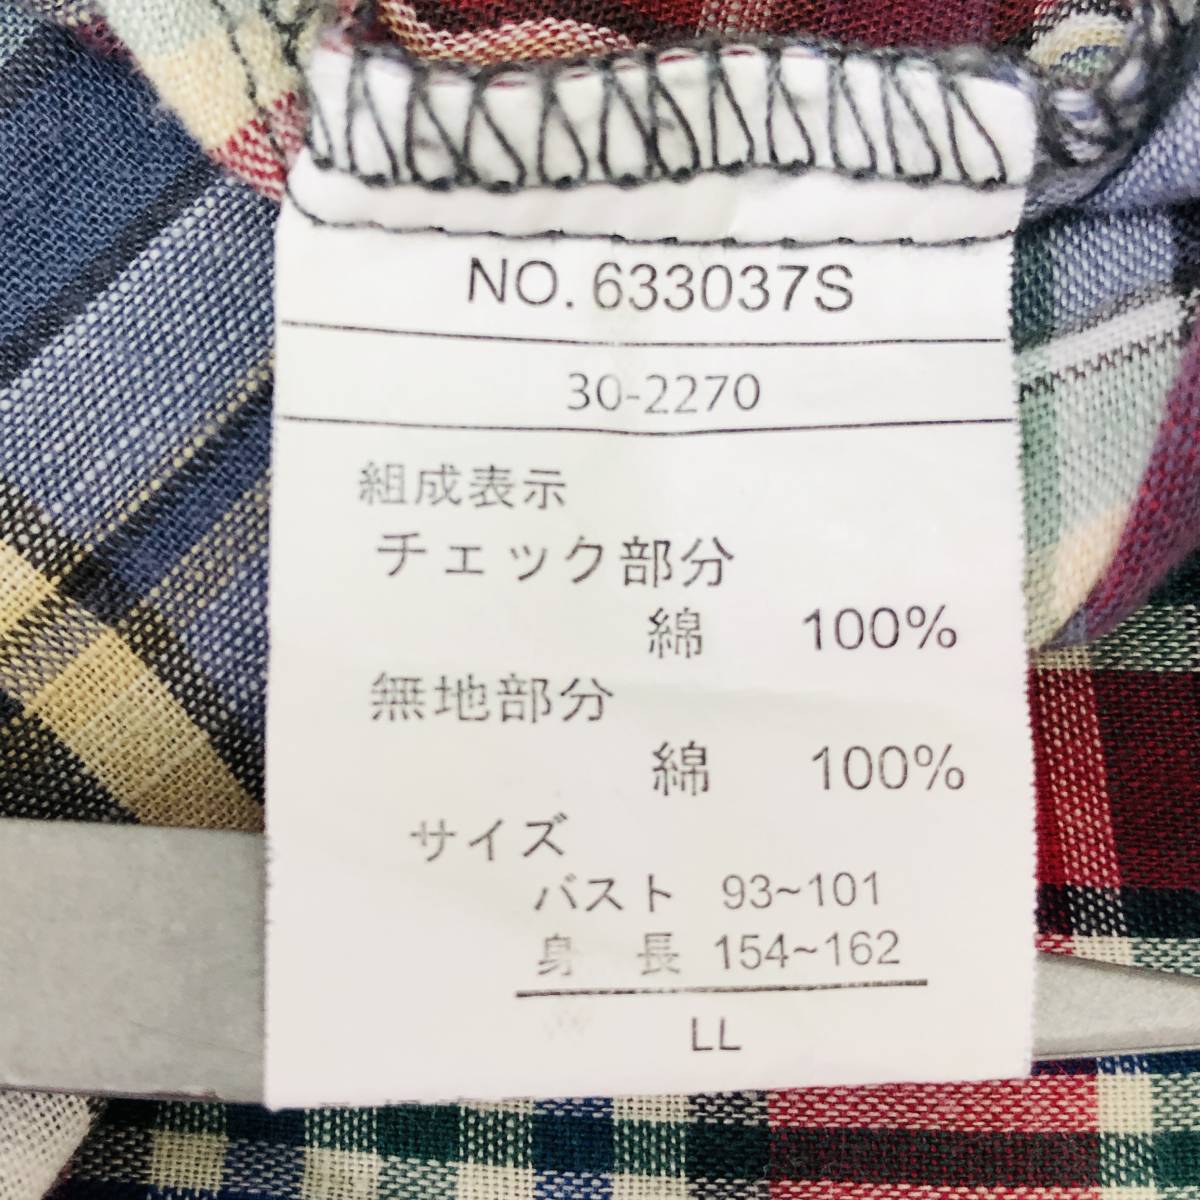 NO. 633037S
30-2270
組成表示
チェック部分
綿 100%
無地部分
綿 100%
サイズ
バスト 93~101
身 長 154~162
LL